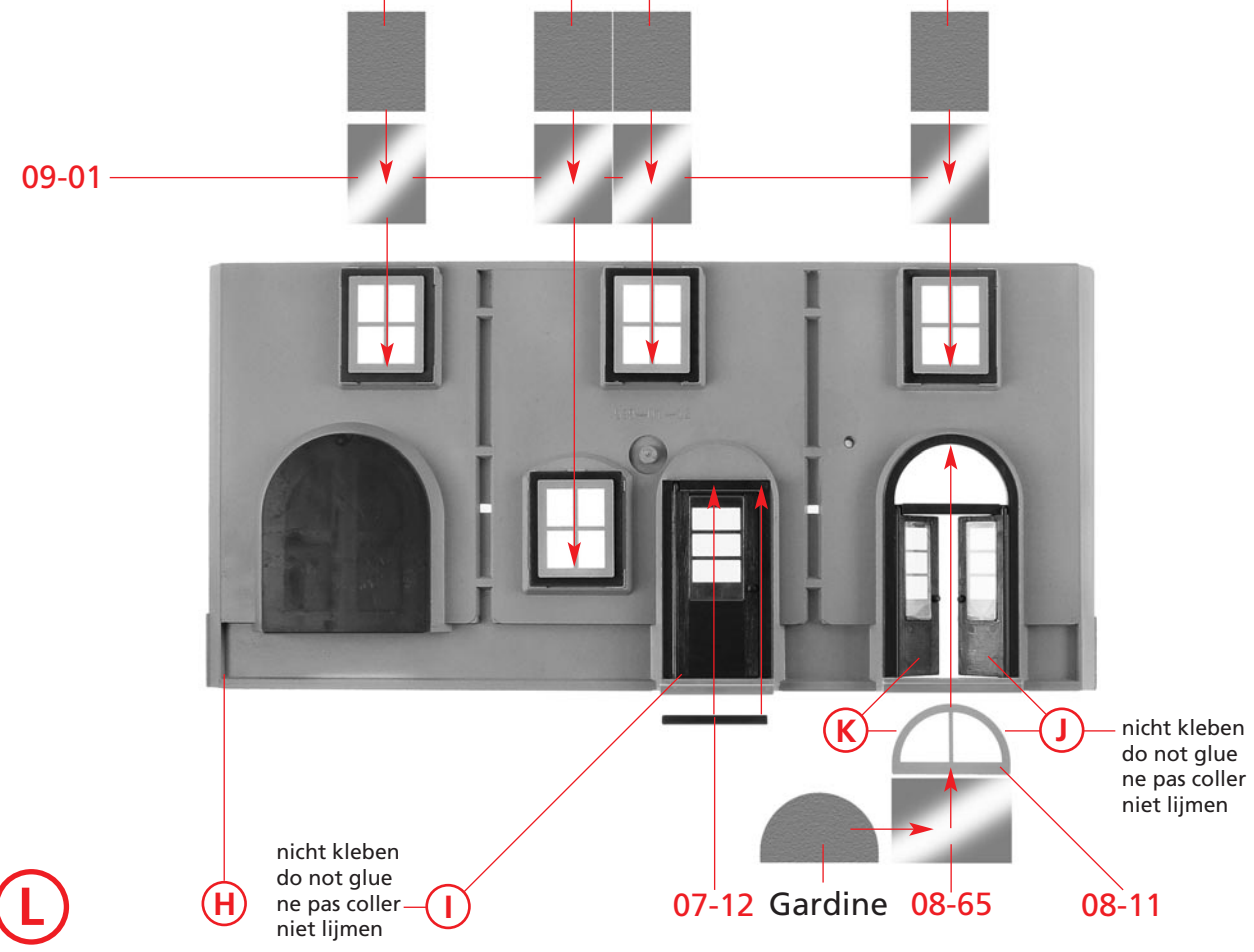 09-01
K
J
nicht kleben
do not glue
ne pas coller
niet lijmen
nicht kleben
do not glue
ne pas coller
niet lijmen
L
H
I
07-12
Gardine
08-65
08-11